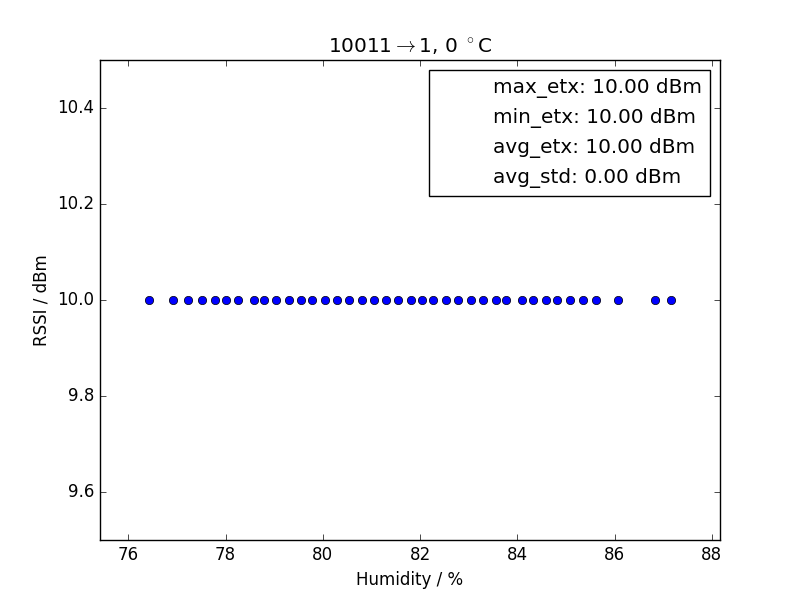 10011→1, 0 °C
max_etx: 10.00 dBm
min_etx: 10.00 dBm
avg_etx: 10.00 dBm
avg_std: 0.00 dBm
10.4
10.2
10.0
9.8
9.6
RSSI / dBm
76 78 80 82 84 86 88
Humidity / %